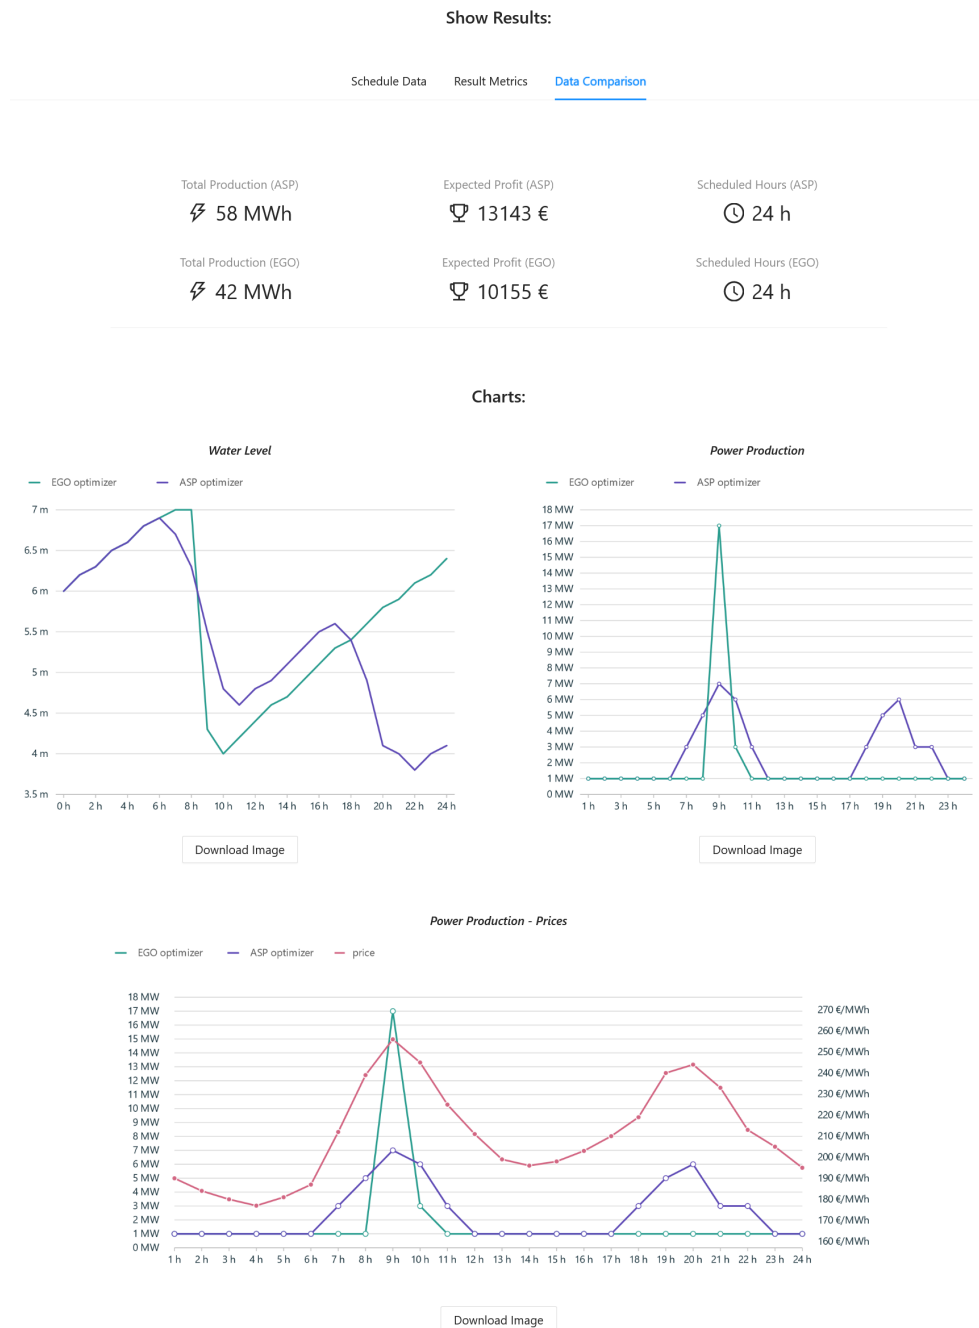 Show Results:
Schedule Data Result Metrics Data Comparison
Total Production (ASP) Expected Profit (ASP) Scheduled Hours (ASP)
58 MWh 13143 € 24 h
Total Production (EGO) Expected Profit (EGO) Scheduled Hours (EGO)
42 MWh 10155 € 24 h
Charts:
Water Level
EGO optimizer ASP optimizer
7 m
6.5 m
6 m
5.5 m
5 m
4.5 m
4 m
3.5 m
0 h 2 h 4 h 6 h 8 h 10 h 12 h 14 h 16 h 18 h 20 h 22 h 24 h
Download Image
Power Production
EGO optimizer ASP optimizer
18 MW
17 MW
16 MW
15 MW
14 MW
13 MW
12 MW
11 MW
10 MW
9 MW
8 MW
7 MW
6 MW
5 MW
4 MW
3 MW
2 MW
1 MW
0 MW
1 h 3 h 5 h 7 h 9 h 11 h 13 h 15 h 17 h 19 h 21 h 23 h
Download Image
Power Production - Prices
EGO optimizer ASP optimizer price
18 MW
17 MW
16 MW
15 MW
14 MW
13 MW
12 MW
11 MW
10 MW
9 MW
8 MW
7 MW
6 MW
5 MW
4 MW
3 MW
2 MW
1 MW
0 MW
270 €/MWh
260 €/MWh
250 €/MWh
240 €/MWh
230 €/MWh
220 €/MWh
210 €/MWh
200 €/MWh
190 €/MWh
180 €/MWh
170 €/MWh
160 €/MWh
1 h 2 h 3 h 4 h 5 h 6 h 7 h 8 h 9 h 10 h 11 h 12 h 13 h 14 h 15 h 16 h 17 h 18 h 19 h 20 h 21 h 22 h 23 h 24 h
Download Image